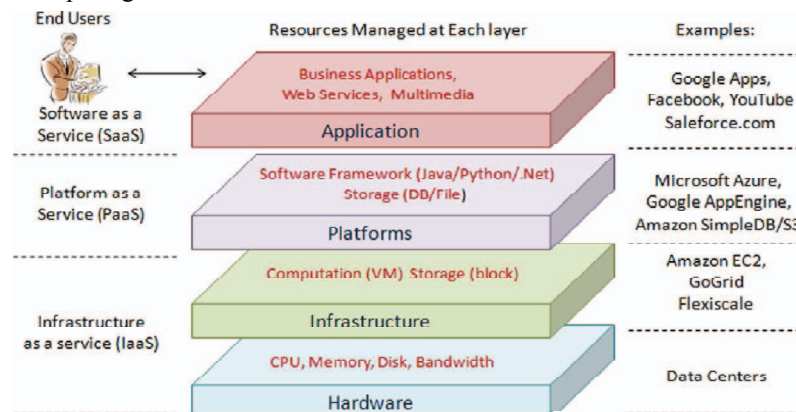 End Users
Resources Managed at Each layer
Examples:
Business Applications,
Web Services, Multimedia
Application
Software as a
Service (SaaS)
Google Apps,
Facebook, YouTube
Saleforce.com
Software Framework (Java/Python/.Net)
Storage (DB/File)
Platforms
Platform as a
Service (PaaS)
Microsoft Azure,
Google AppEngine,
Amazon SimpleDB/S3
Computation (VM) Storage (block)
Infrastructure
Amazon EC2,
GoGrid
Flexiscale
Infrastructure
as a service (IaaS)
CPU, Memory, Disk, Bandwidth
Hardware
Data Centers